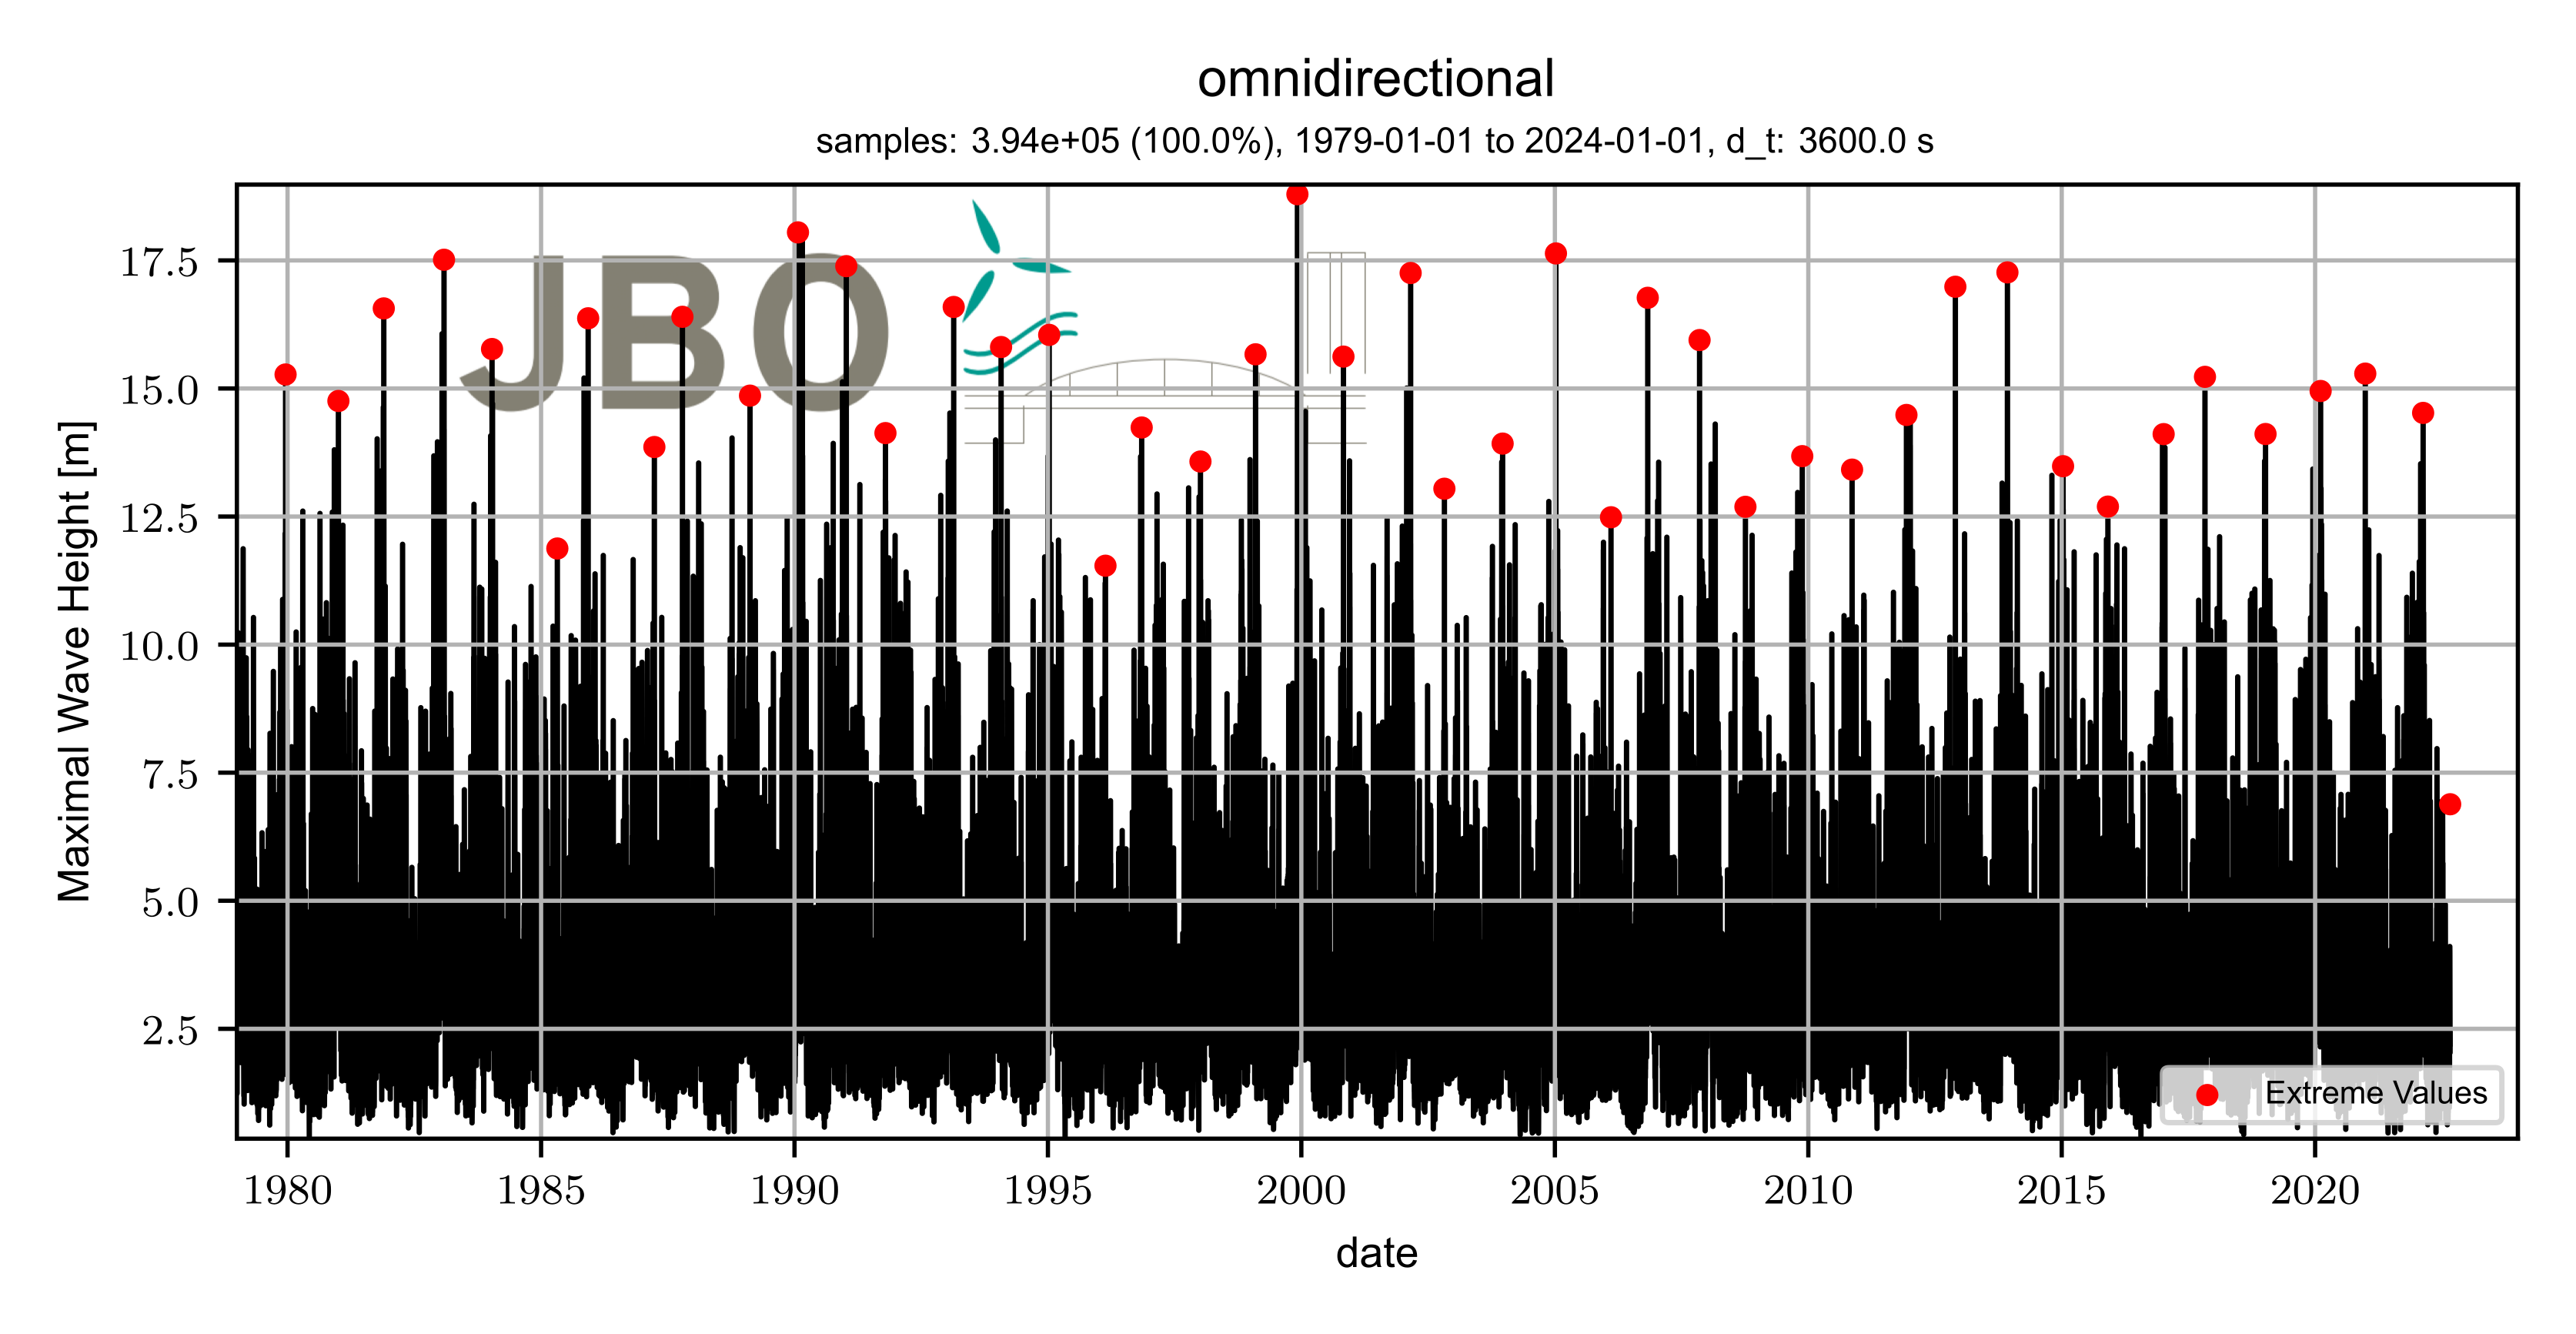 omnidirectional
samples: 3.94e+05 (100.0%), 1979-01-01 to 2024-01-01, d_t: 3600.0 s
JBO
Maximal Wave Height [m]
17.5
15.0
12.5
10.0
7.5
5.0
2.5
Extreme Values
1980 1985 1990 1995 2000 2005 2010 2015 2020
date